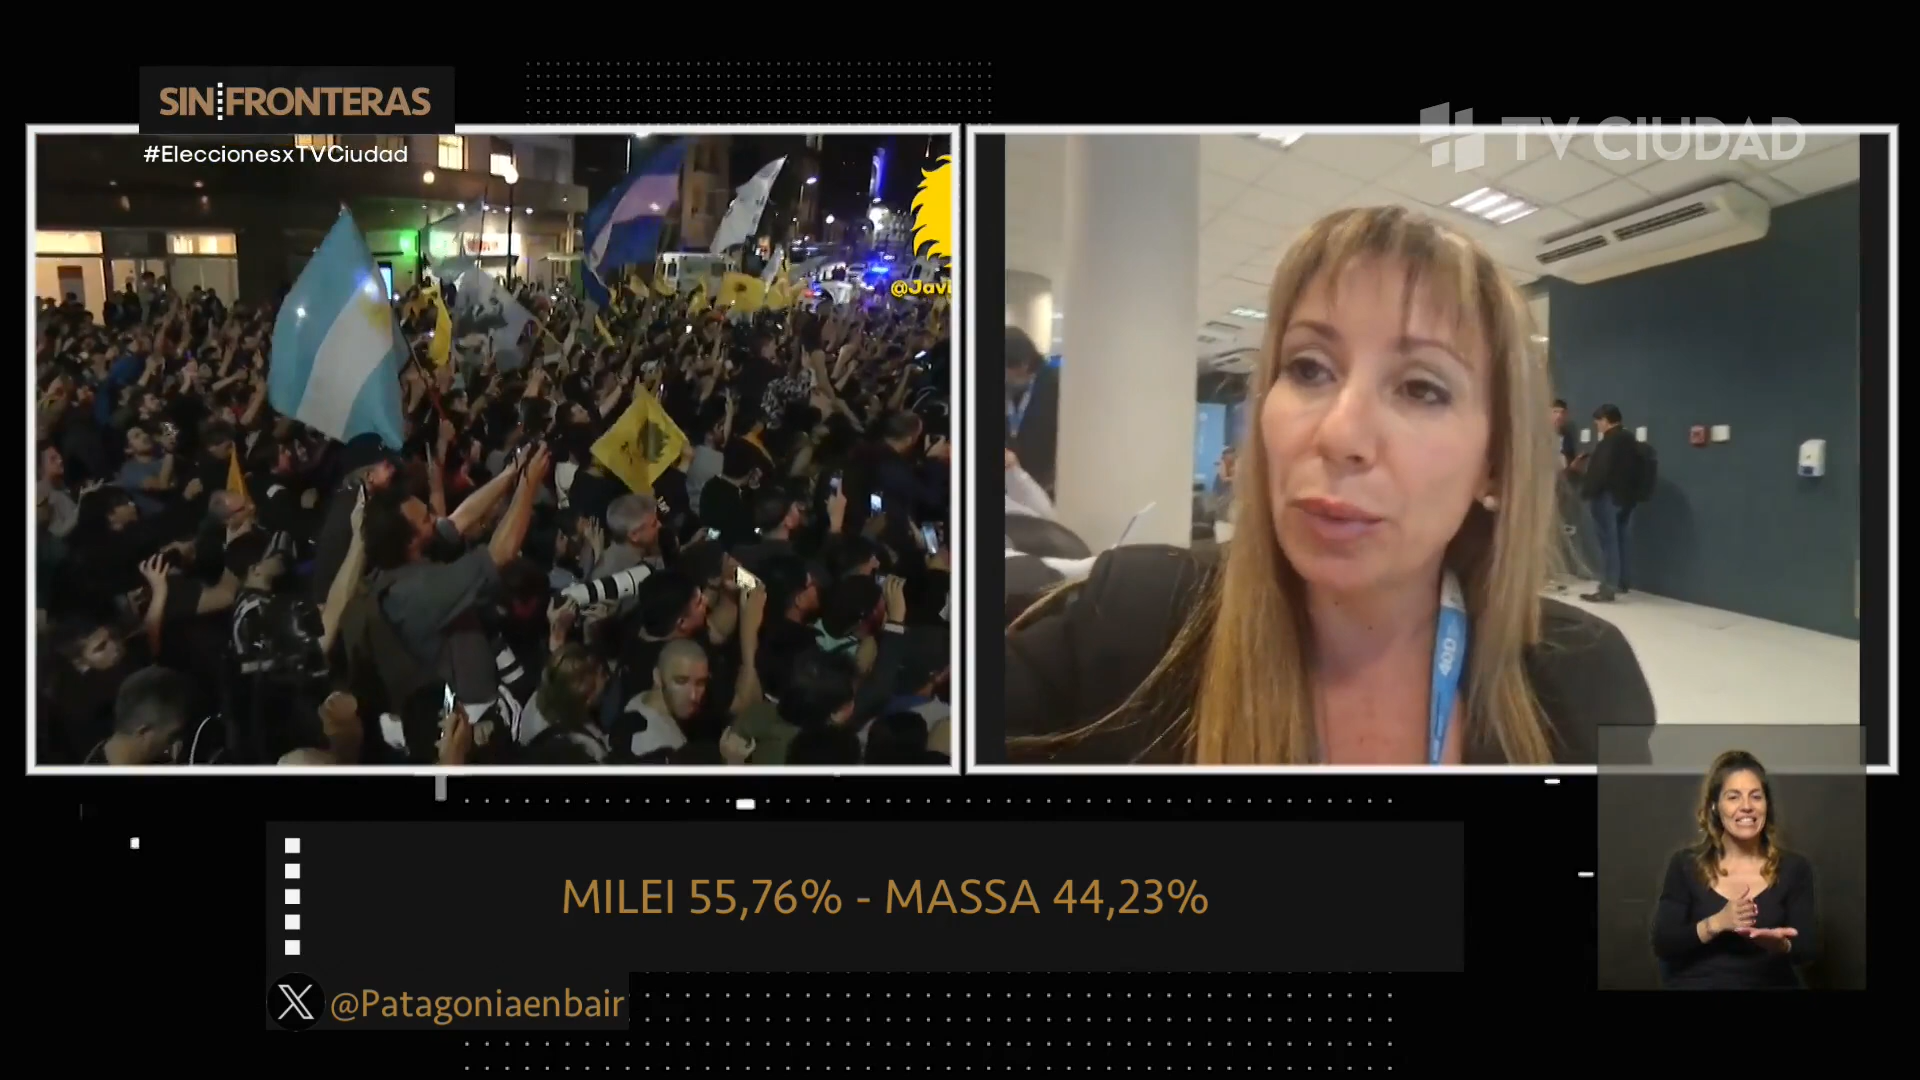 SIN FRONTERAS
#EleccionesxTVCiudad
TV CIUDAD
@Javi
MILEI 55,76% - MASSA 44,23%
@Patagoniaenbair